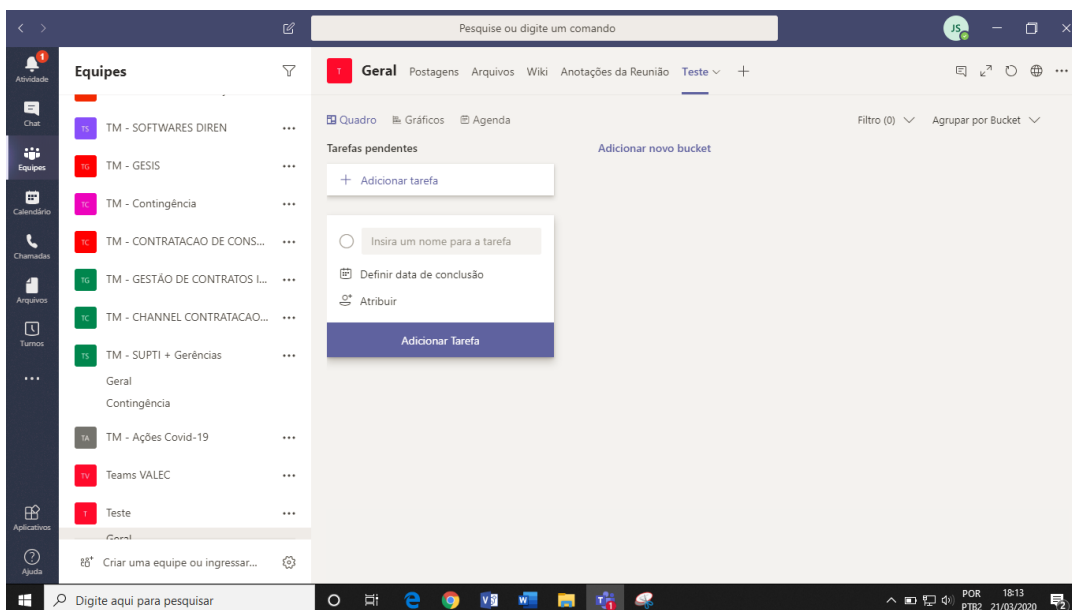 Pesquise ou digite um comando
JS
1
Atividade
Chat
Equipes
Calendário
Chamadas
Arquivos
Turnos
Aplicativos
Ajuda
Equipes
TS TM - SOFTWARES DIREN
TG TM - GESIS
TC TM - Contingência
TC TM - CONTRATACAO DE CONS...
TG TM - GESTÃO DE CONTRATOS I...
TC TM - CHANNEL CONTRATACAO...
TS TM - SUPTI + Gerências
Geral
Contingência
TA TM - Ações Covid-19
TV Teams VALEC
T Teste
Geral
Criar uma equipe ou ingressar...
T Geral Postagens Arquivos Wiki Anotações da Reunião Teste
Quadro Gráficos Agenda Filtro (0) Agrupar por Bucket
Tarefas pendentes Adicionar novo bucket
Adicionar tarefa
Insira um nome para a tarefa
Definir data de conclusão
Atribuir
Adicionar Tarefa
Digite aqui para pesquisar
POR 18:13
PTB2 21/03/2020